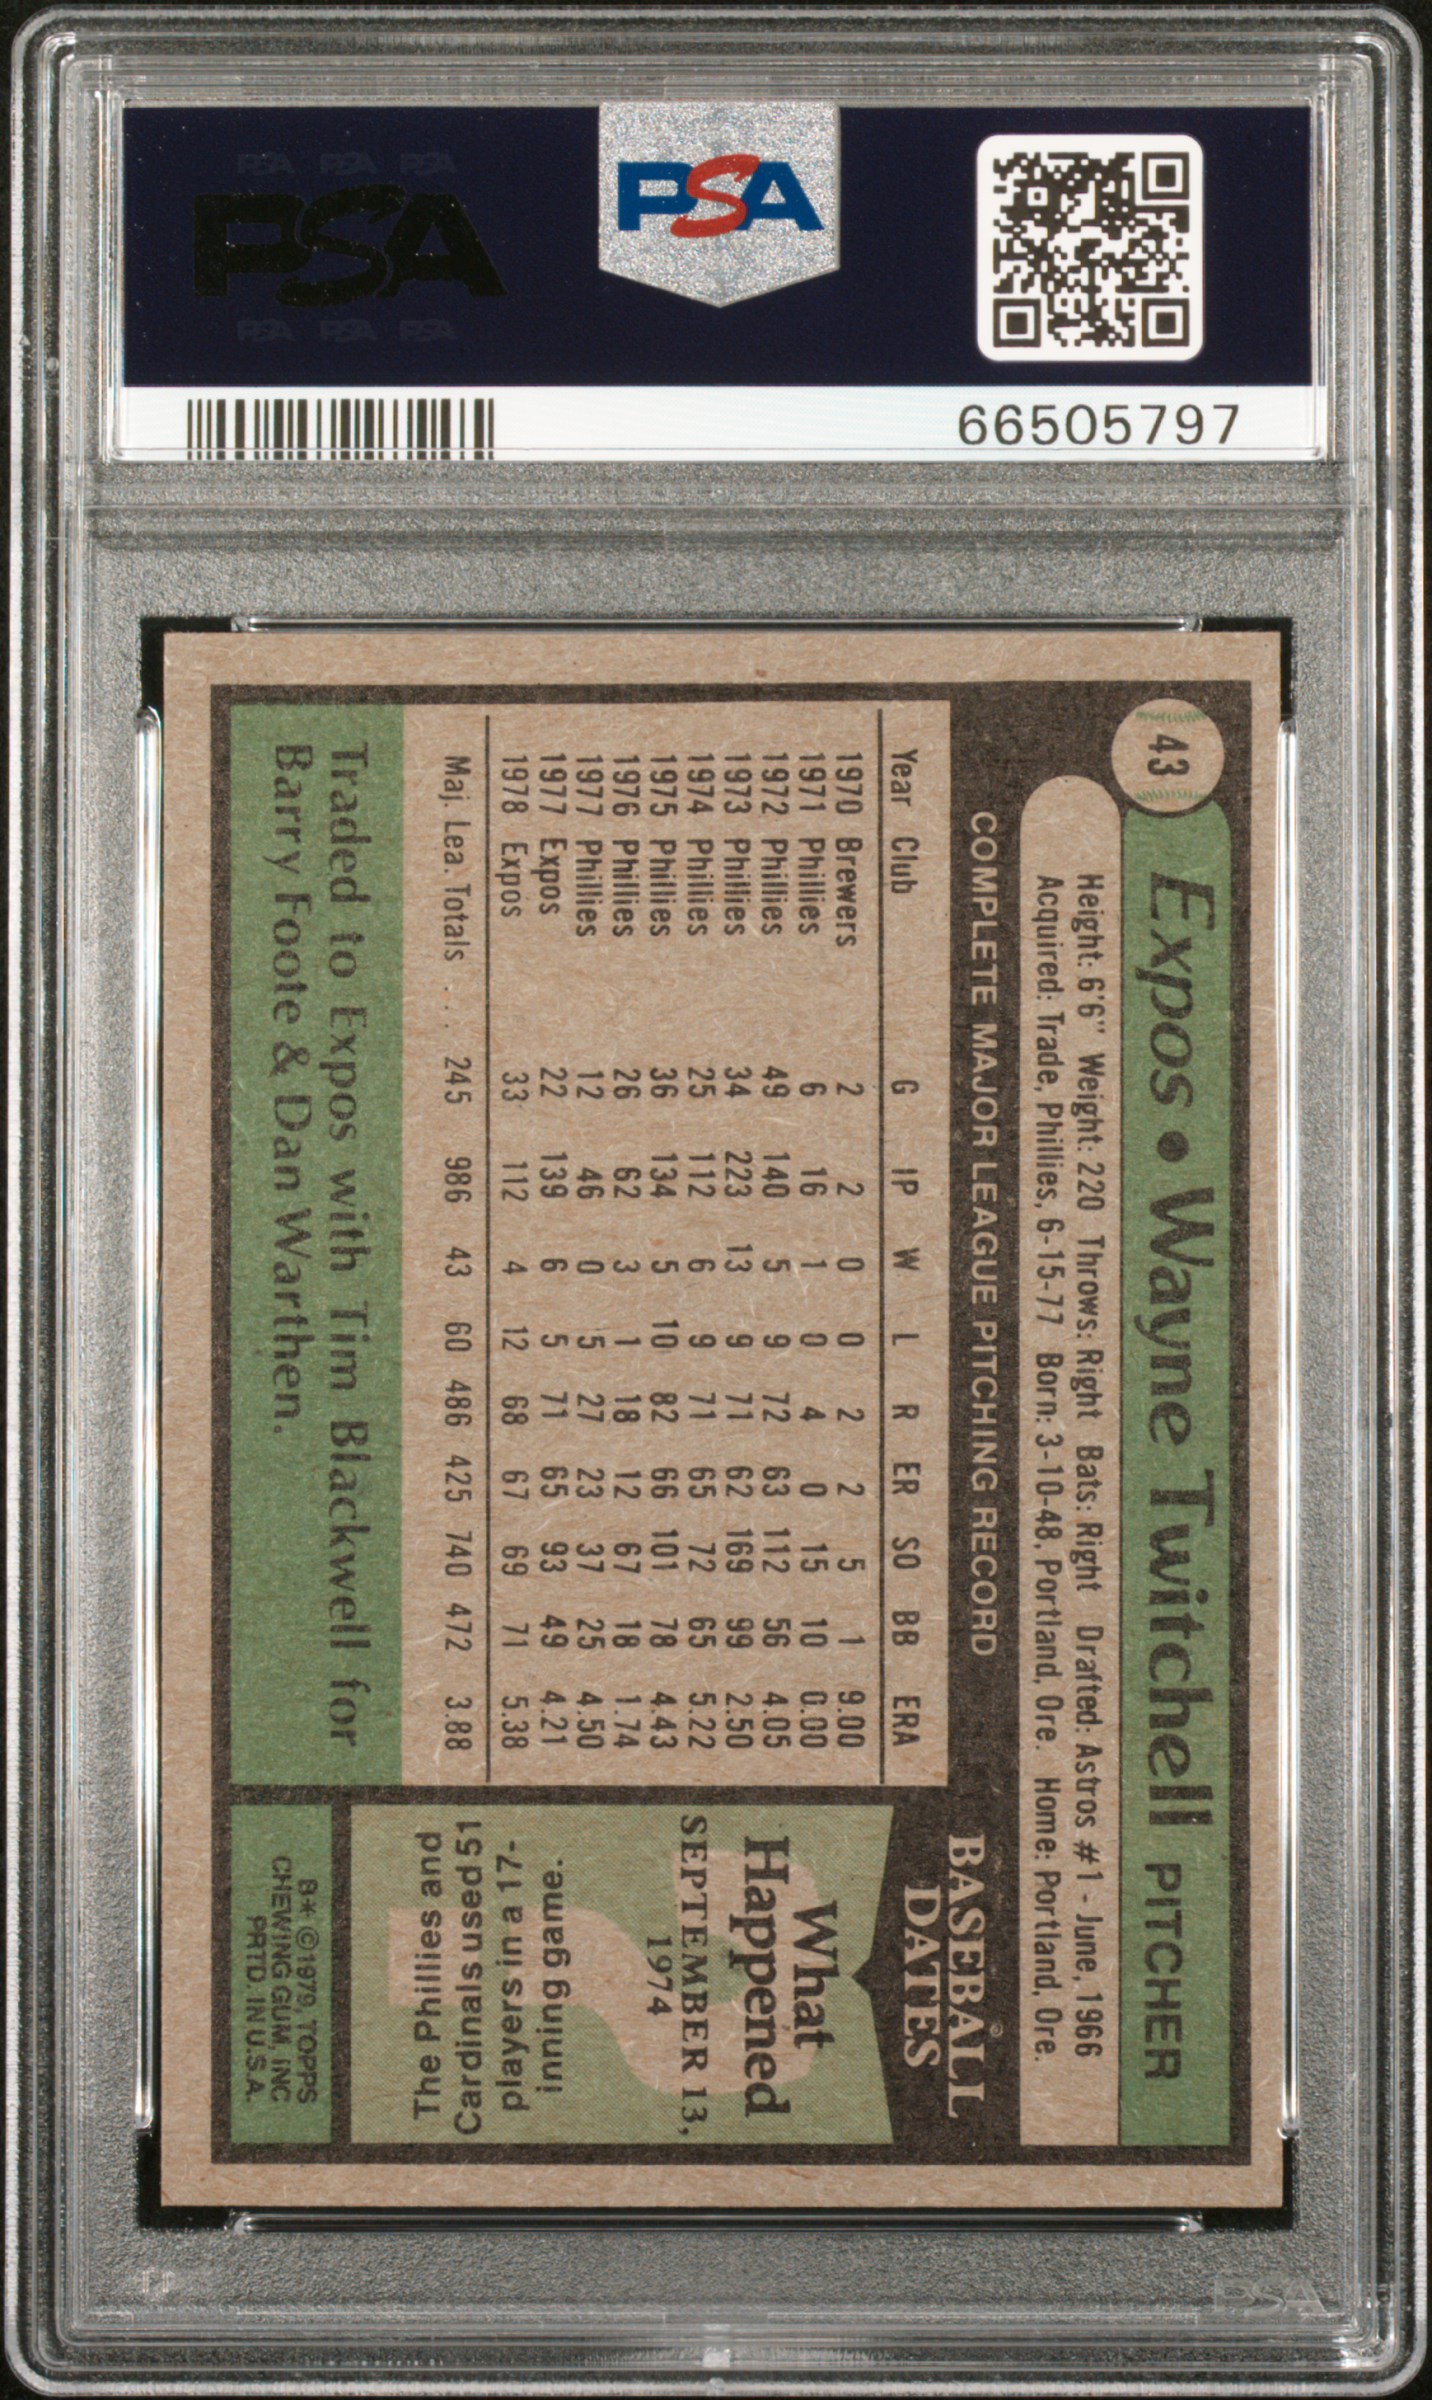 PSA PSA PSA
PSA
PSA PSA PSA
PSA
66505797
43
Expos • Wayne Twitchell PITCHER
Height: 6'6" Weight: 220 Throws: Right Bats: Right Drafted: Astros #1 - June, 1966
Acquired: Trade, Phillies, 6-15-77 Born: 3-10-48, Portland, Ore. Home: Portland, Ore.
COMPLETE MAJOR LEAGUE PITCHING RECORD
Year Club G IP W L R ER SO BB ERA
1970 Brewers 2 2 0 0 2 2 5 1 9.00
1971 Phillies 6 16 1 0 4 0 15 10 0.00
1972 Phillies 49 140 5 9 72 63 112 56 4.05
1973 Phillies 34 223 13 9 71 62 169 99 2.50
1974 Phillies 25 112 6 9 71 65 72 65 5.22
1975 Phillies 36 134 5 10 82 66 101 78 4.43
1976 Phillies 26 62 3 1 18 12 67 18 1.74
1977 Phillies 12 46 0 5 27 23 37 25 4.50
1977 Expos 22 139 6 5 71 65 93 49 4.21
1978 Expos 33 112 4 12 68 67 69 71 5.38
Maj. Lea. Totals . . . 245 986 43 60 486 425 740 472 3.88
Traded to Expos with Tim Blackwell for
Barry Foote & Dan Warthen.
BASEBALL
DATES
What
Happened
SEPTEMBER 13,
1974
The Phillies and
Cardinals used 51
players in a 17-
inning game.
B** ©1979, TOPPS
CHEWING GUM, INC
PRTD. IN U.S.A.
PSA